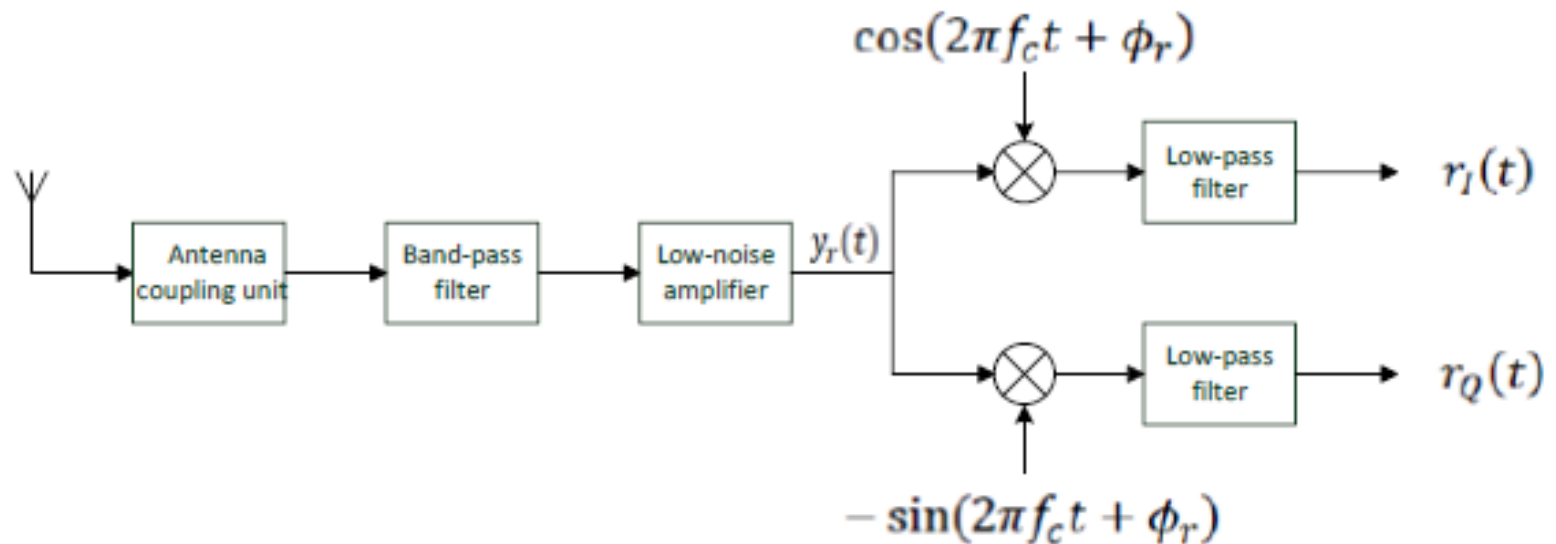 cos(2πf_c t + ϕ_r)
Low-pass
filter
r_I(t)
Antenna
coupling unit
Band-pass
filter
Low-noise
amplifier
y_r(t)
Low-pass
filter
r_Q(t)
− sin(2πf_c t + ϕ_r)